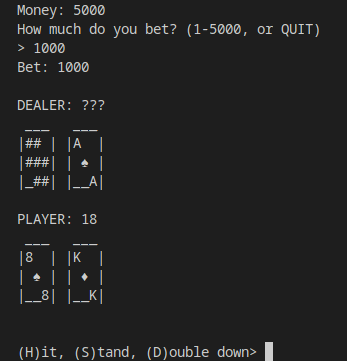 Money: 5000
How much do you bet? (1-5000, or QUIT)
> 1000
Bet: 1000
DEALER: ???
 ___   ___
|## | |A  |
|###| | ♠ |
|_##| |__A|
PLAYER: 18
 ___   ___
|8  | |K  |
| ♠ | | ♦ |
|__8| |__K|
(H)it, (S)tand, (D)ouble down>